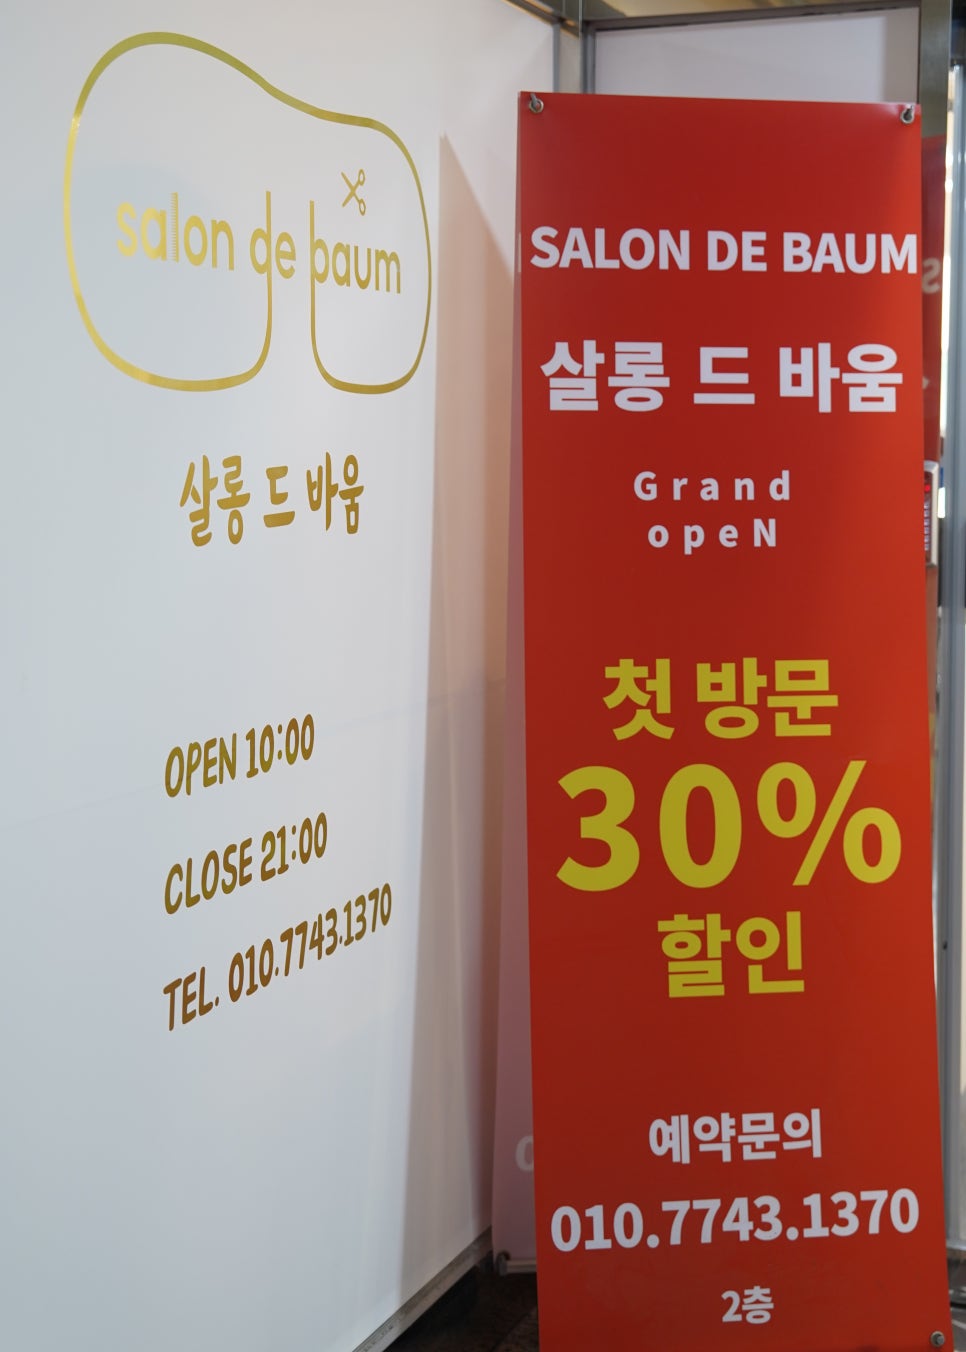 salon de baum
살롱 드 바움
OPEN 10:00
CLOSE 21:00
TEL. 010.7743.1370
SALON DE BAUM
살롱 드 바움
Grand
opeN
첫 방문
30%
할인
예약문의
010.7743.1370
2층